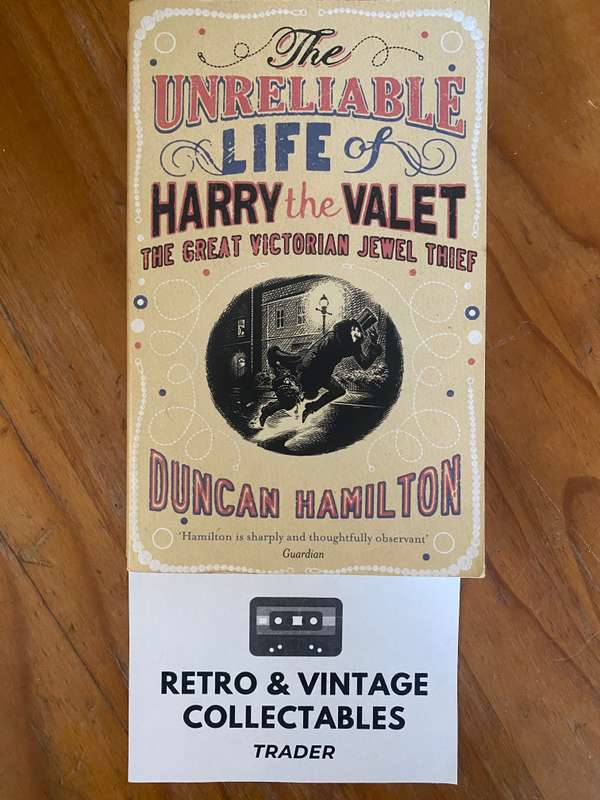 The
UNRELIABLE
LIFE of
HARRY the VALET
THE GREAT VICTORIAN JEWEL THIEF
DUNCAN HAMILTON
'Hamilton is sharply and thoughtfully observant'
Guardian
RETRO & VINTAGE
COLLECTABLES
TRADER